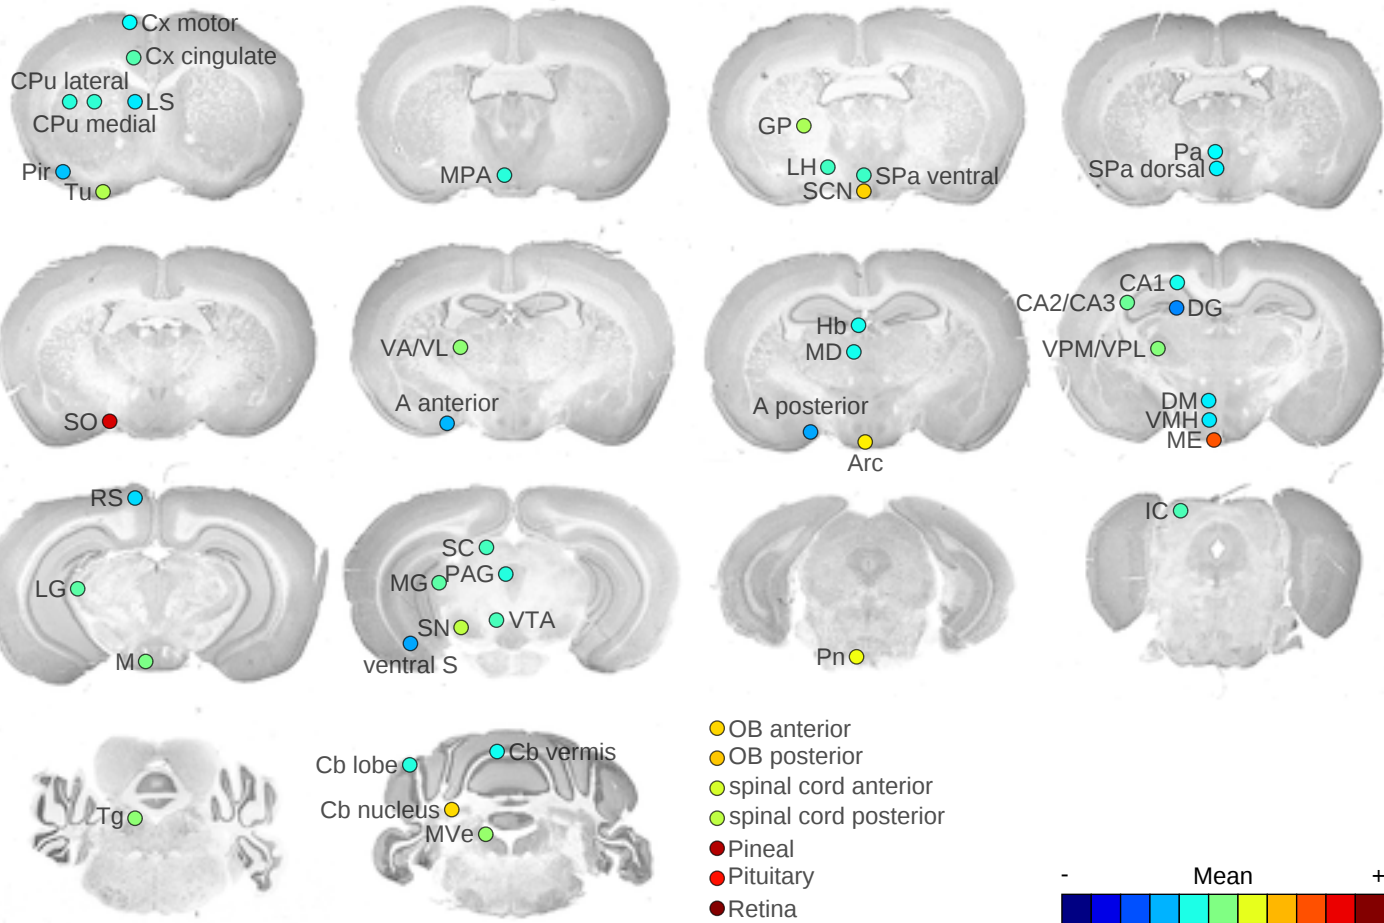 Cx motor
Cx cingulate
CPu lateral
LS
CPu medial
Pir
Tu
MPA
GP
LH
SPa ventral
SCN
Pa
SPa dorsal
SO
VA/VL
A anterior
Hb
MD
A posterior
Arc
CA1
CA2/CA3
DG
VPM/VPL
DM
VMH
ME
RS
LG
M
SC
MG
PAG
SN
VTA
ventral S
Pn
IC
Tg
Cb lobe
Cb vermis
Cb nucleus
MVe
OB anterior
OB posterior
spinal cord anterior
spinal cord posterior
Pineal
Pituitary
Retina
- Mean +